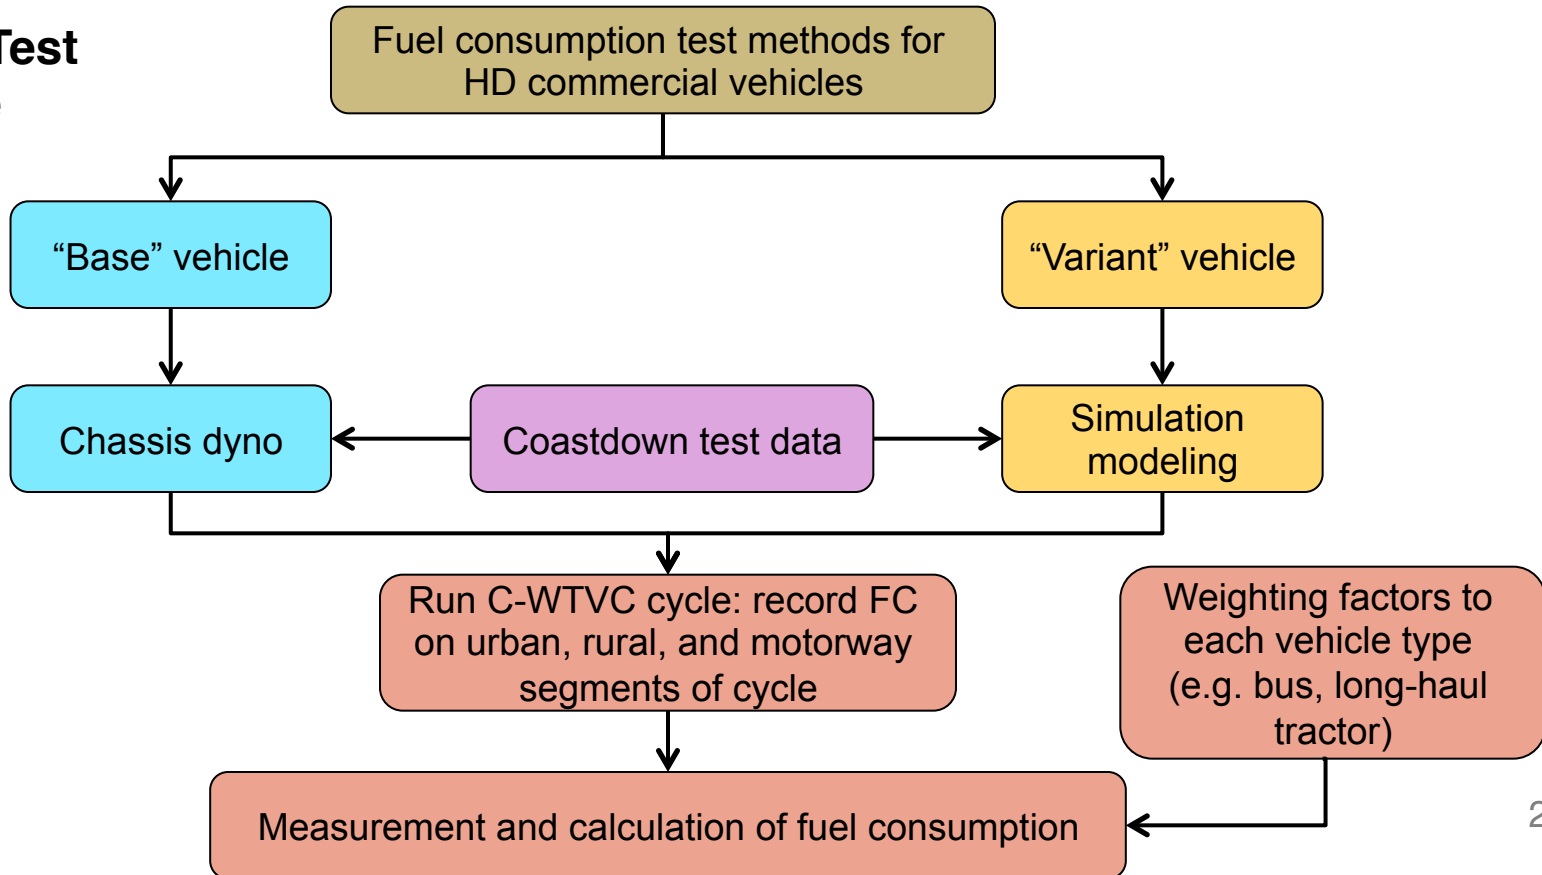 Test
Fuel consumption test methods for
HD commercial vehicles
“Base” vehicle
“Variant” vehicle
Chassis dyno
Coastdown test data
Simulation
modeling
Run C-WTVC cycle: record FC
on urban, rural, and motorway
segments of cycle
Weighting factors to
each vehicle type
(e.g. bus, long-haul
tractor)
Measurement and calculation of fuel consumption
2